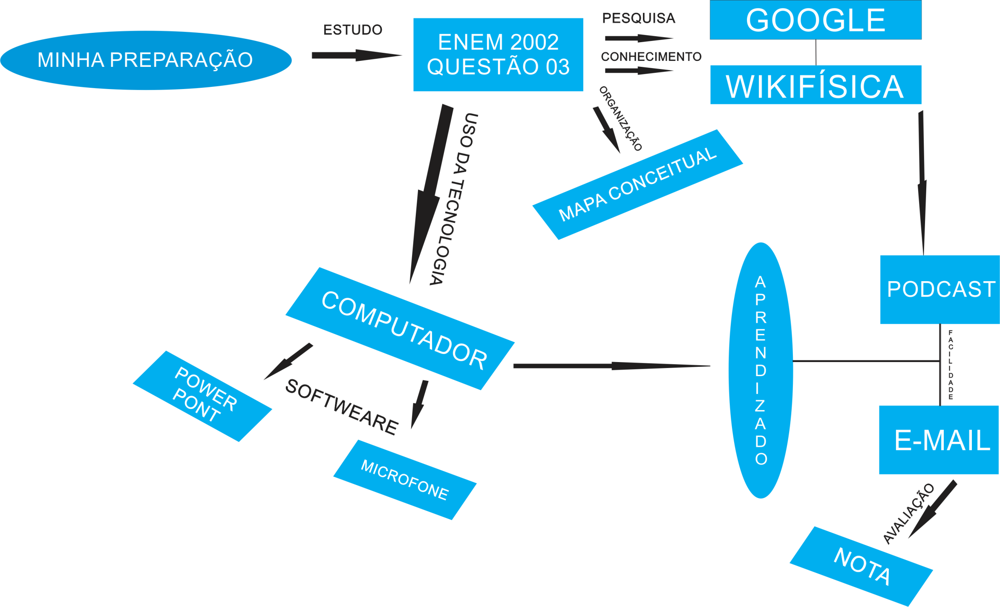 MINHA PREPARAÇÃO
ESTUDO
ENEM 2002
QUESTÃO 03
PESQUISA
CONHECIMENTO
GOOGLE
WIKIFÍSICA
ORGANIZAÇÃO
MAPA CONCEITUAL
USO DA TECNOLOGIA
COMPUTADOR
SOFTWEARE
POWER
PONT
MICROFONE
APRENDIZADO
PODCAST
FACILIDADE
E-MAIL
AVALIAÇÃO
NOTA